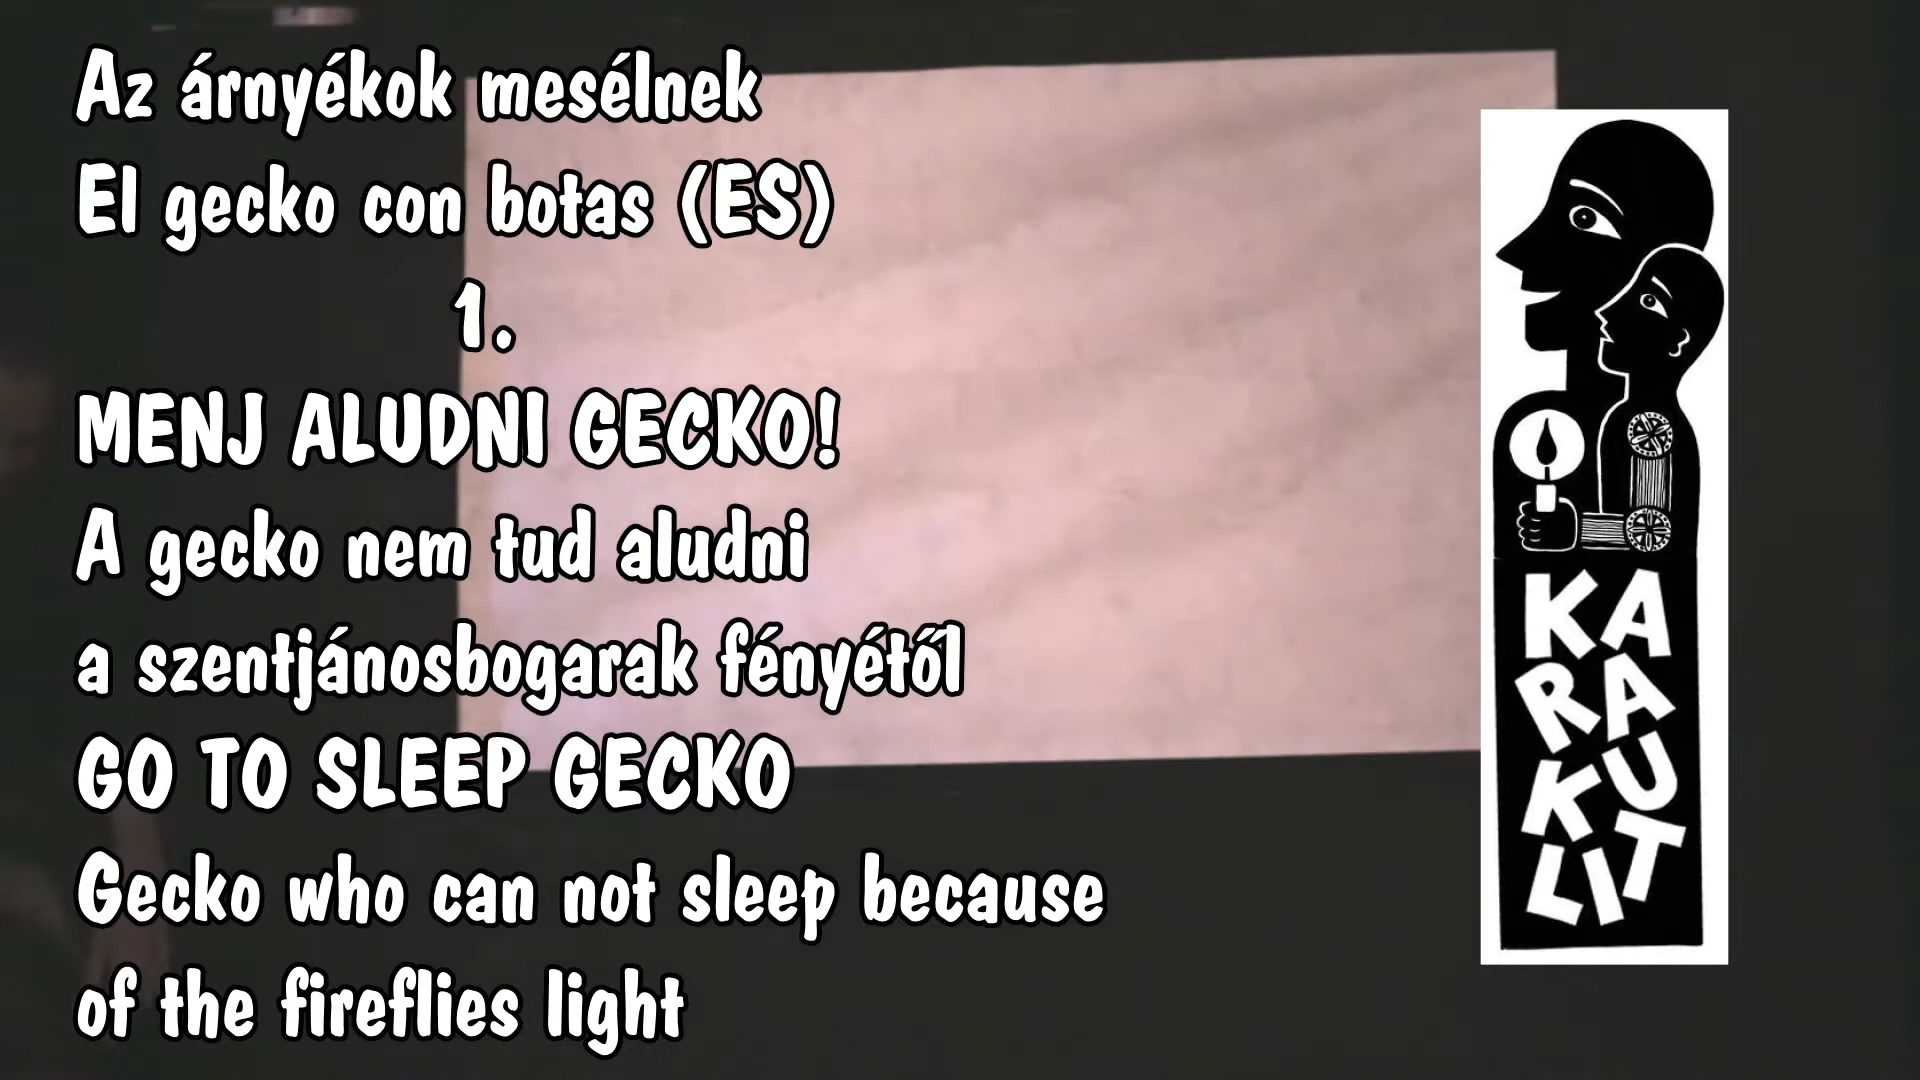 Az árnyékok mesélnek
El gecko con botas (ES)
1.
MENJ ALUDNI GECKO!
A gecko nem tud aludni
a szentjánosbogarak fényétől
GO TO SLEEP GECKO
Gecko who can not sleep because
of the fireflies light
KA
RA
KU
LIT